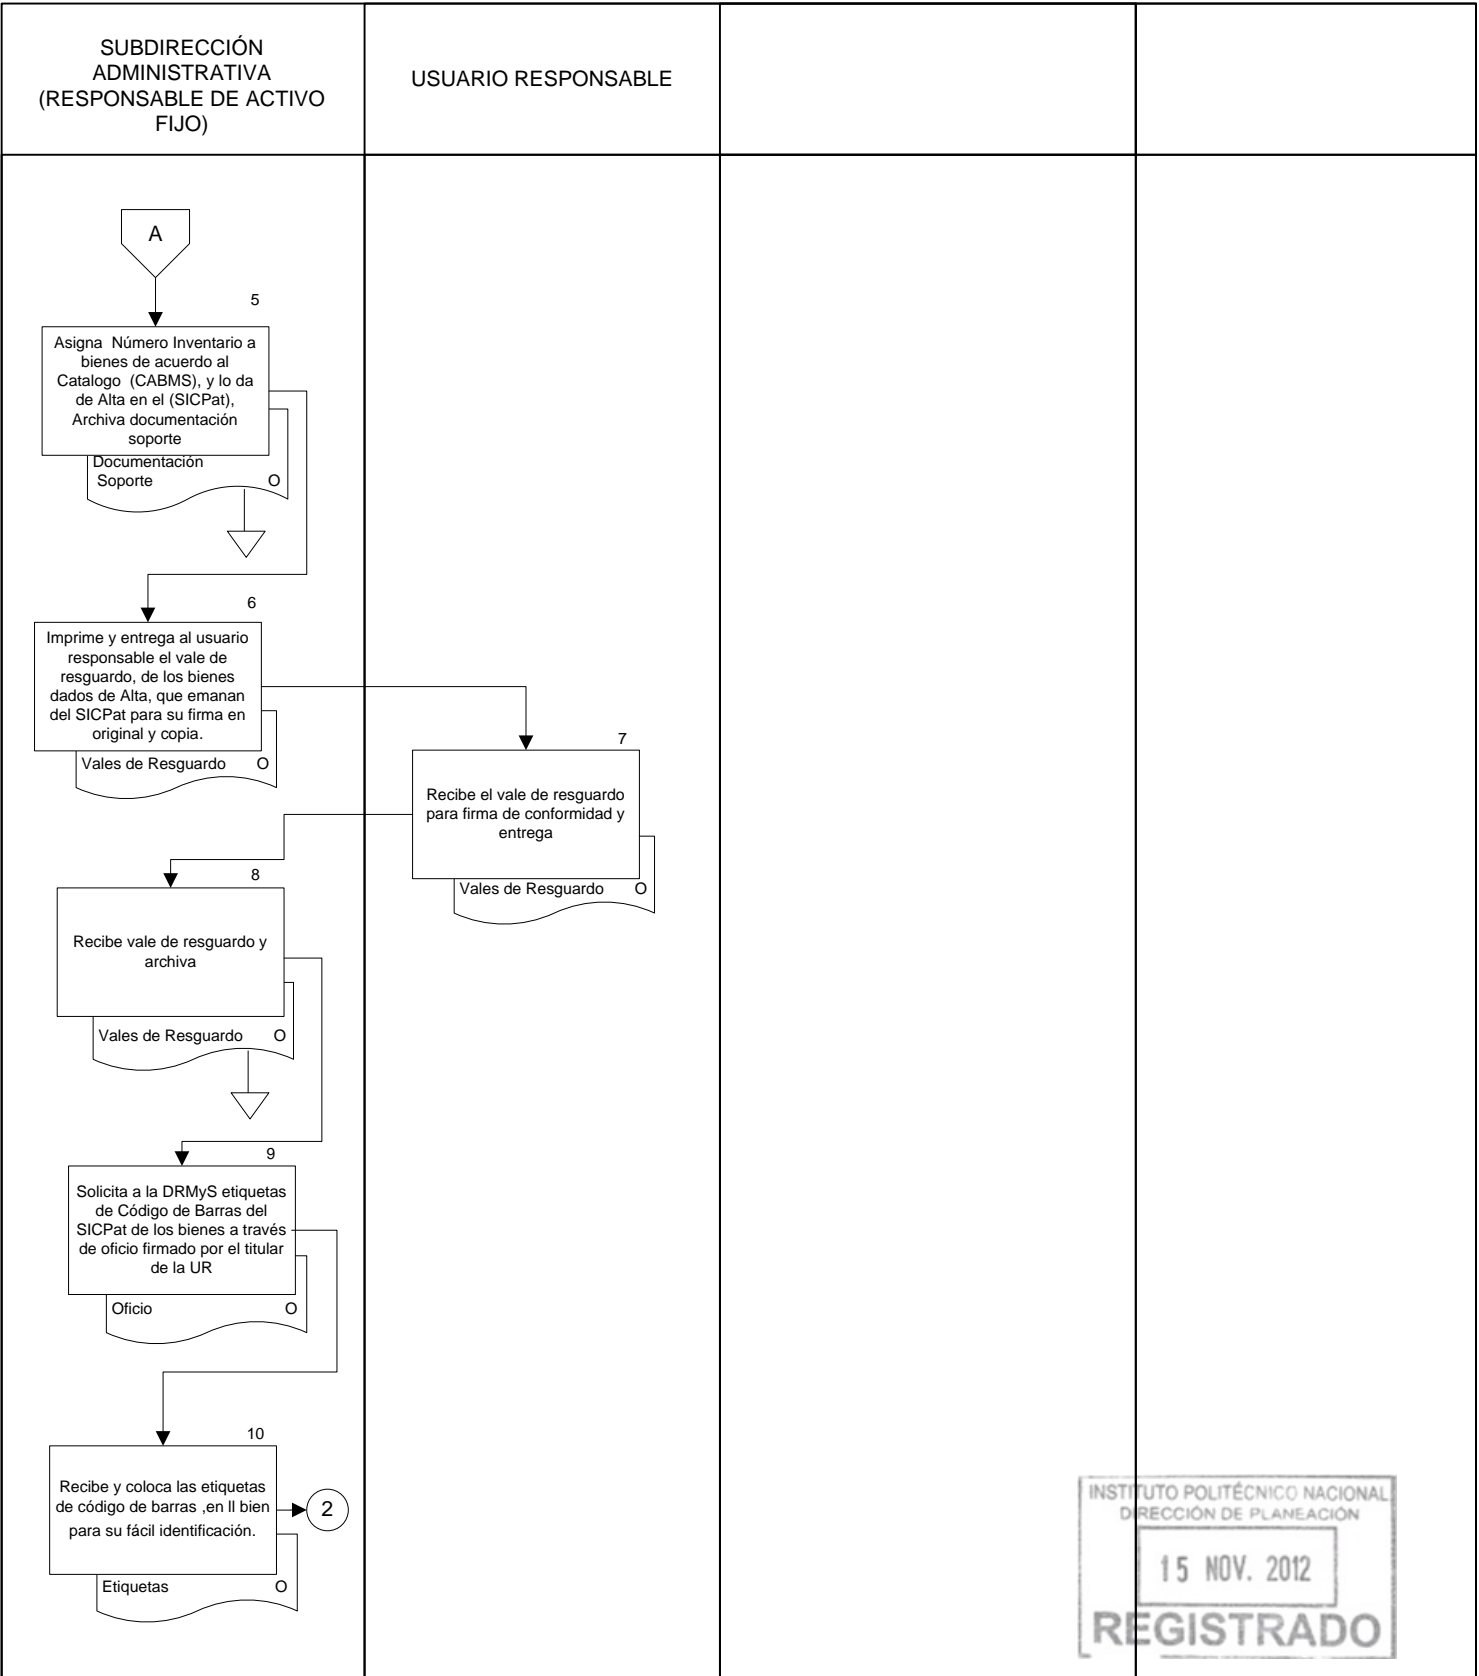 SUBDIRECCIÓN
ADMINISTRATIVA
(RESPONSABLE DE ACTIVO
FIJO)
USUARIO RESPONSABLE
A
5
Asigna Número Inventario a
bienes de acuerdo al
Catalogo (CABMS), y lo da
de Alta en el (SICPat),
Archiva documentación
soporte
Documentación
Soporte O
6
Imprime y entrega al usuario
responsable el vale de
resguardo, de los bienes
dados de Alta, que emanan
del SICPat para su firma en
original y copia.
Vales de Resguardo O
7
Recibe el vale de resguardo
para firma de conformidad y
entrega
Vales de Resguardo O
8
Recibe vale de resguardo y
archiva
Vales de Resguardo O
9
Solicita a la DRMyS etiquetas
de Código de Barras del
SICPat de los bienes a través
de oficio firmado por el titular
de la UR
Oficio O
10
Recibe y coloca las etiquetas
de código de barras ,en ll bien
para su fácil identificación.
2
Etiquetas O
INSTITUTO POLITÉCNICO NACIONAL
DIRECCIÓN DE PLANEACIÓN
15 NOV. 2012
REGISTRADO